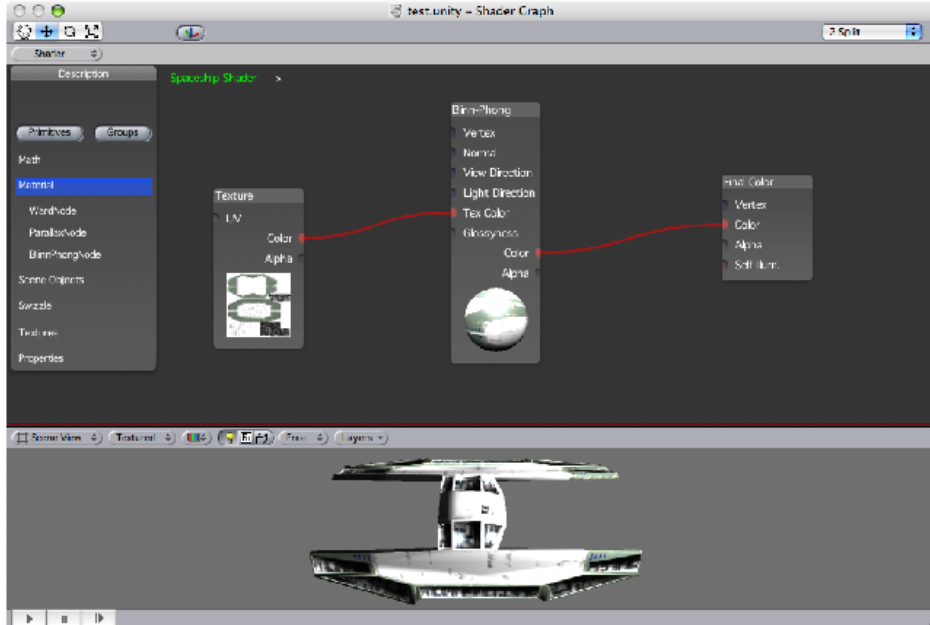 test.unity - Shader Graph
2 Split
Shader
Description
Spaceship Shader >
Primitives Groups
Math
Material
WardNode
ParallaxNode
BlinnPhongNode
Scene Objects
Swizzle
Textures
Properties
Texture
UV
Color
Alpha
Blinn-Phong
Vertex
Normal
View Direction
Light Direction
Tex Color
Glossyness
Color
Alpha
Final Color
Vertex
Color
Alpha
Self Illum.
Scene View Textured Free Layers